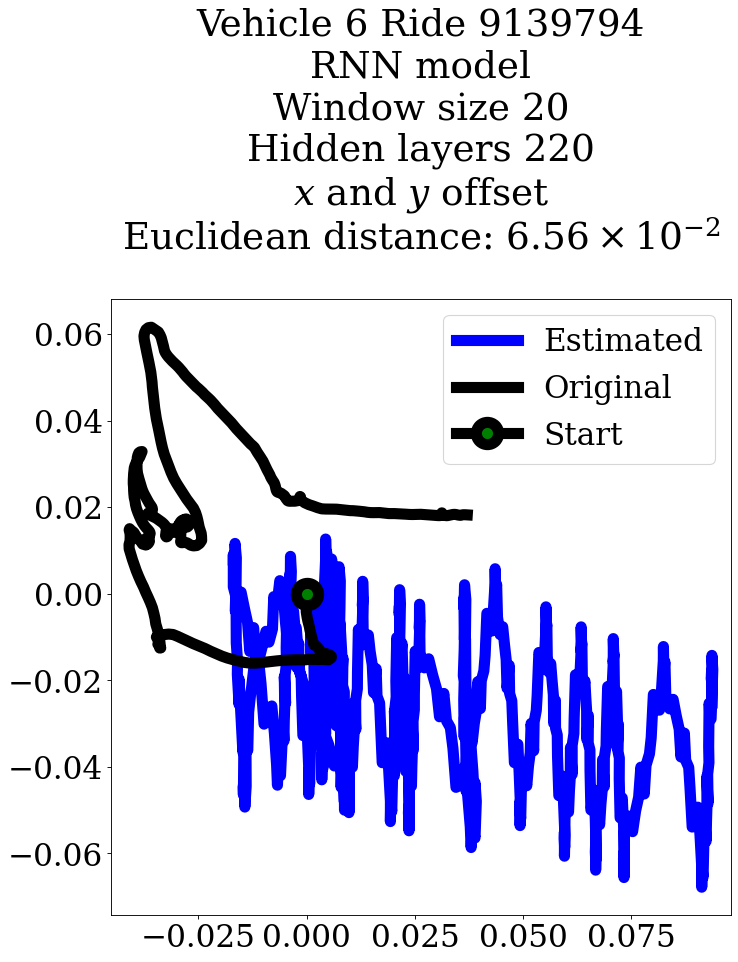 Vehicle 6 Ride 9139794
RNN model
Window size 20
Hidden layers 220
x and y offset
Euclidean distance: 6.56 × 10⁻²
Estimated
Original
Start
0.06
0.04
0.02
0.00
−0.02
−0.04
−0.06
−0.025 0.000 0.025 0.050 0.075